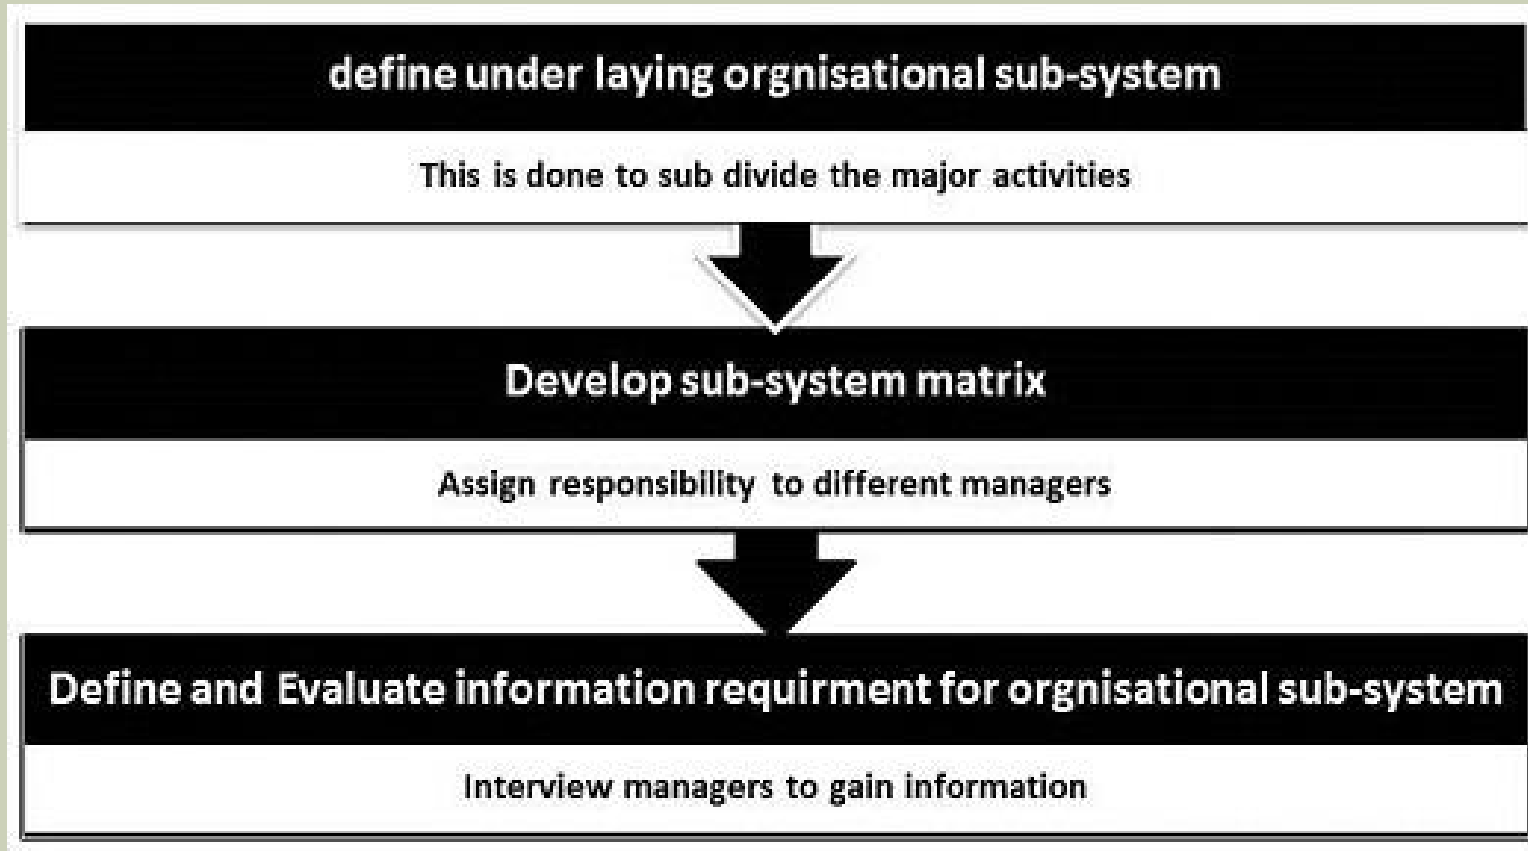 define under laying orgnisational sub-system
This is done to sub divide the major activities
Develop sub-system matrix
Assign responsibility to different managers
Define and Evaluate information requirment for orgnisational sub-system
Interview managers to gain information